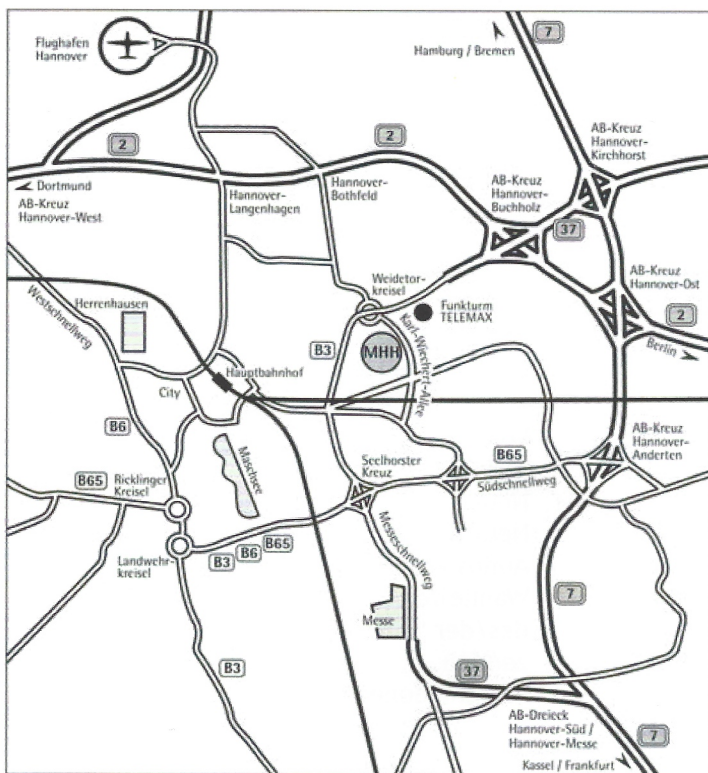 Flughafen
Hannover
7
Hamburg / Bremen
2
2
AB-Kreuz
Hannover-
Kirchhorst
Dortmund
AB-Kreuz
Hannover-West
Hannover-
Langenhagen
Hannover-
Bothfeld
AB-Kreuz
Hannover-
Buchholz
37
Westschnellweg
Herrenhausen
Weidetor-
kreisel
Funkturm
TELEMAX
AB-Kreuz
Hannover-Ost
2
Berlin
B3
MHH
Karl-Wiechert-Allee
Hauptbahnhof
City
B6
Maschsee
Seelhorster
Kreuz
B65
Südschnellweg
AB-Kreuz
Hannover-
Anderten
B65
Ricklinger
Kreisel
Landwehr-
kreisel
B3
B6
B65
Messeschnellweg
Messe
7
B3
37
AB-Dreieck
Hannover-Süd /
Hannover-Messe
7
Kassel / Frankfurt